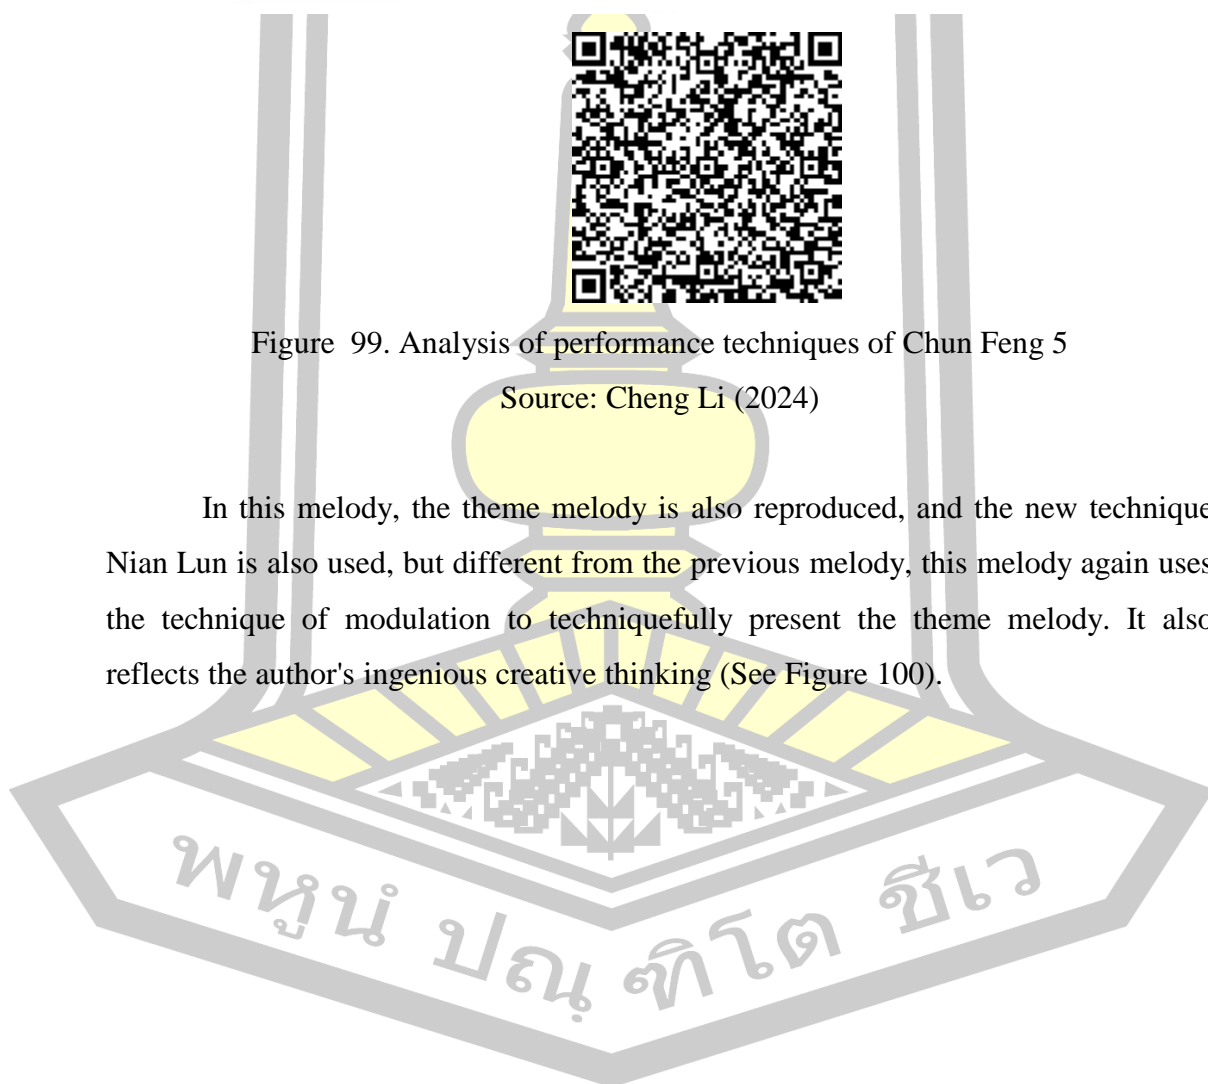 Figure 99. Analysis of performance techniques of Chun Feng 5
Source: Cheng Li (2024)
In this melody, the theme melody is also reproduced, and the new technique
Nian Lun is also used, but different from the previous melody, this melody again uses
the technique of modulation to techniquefully present the theme melody. It also
reflects the author's ingenious creative thinking (See Figure 100).
พหูนํ ปณฺฑิโต ชีเว